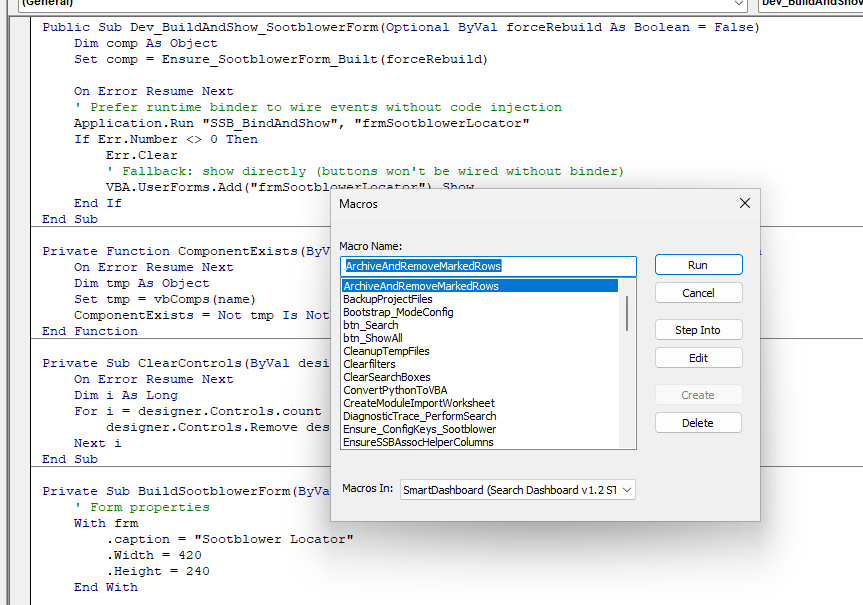 (General)
Dev_BuildAndShow
Public Sub Dev_BuildAndShow_SootblowerForm(Optional ByVal forceRebuild As Boolean = False)
Dim comp As Object
Set comp = Ensure_SootblowerForm_Built(forceRebuild)
On Error Resume Next
' Prefer runtime binder to wire events without code injection
Application.Run "SSB_BindAndShow", "frmSootblowerLocator"
If Err.Number <> 0 Then
Err.Clear
' Fallback: show directly (buttons won't be wired without binder)
VBA.UserForms.Add("frmSootblowerLocator").Show
End If
End Sub
Private Function ComponentExists(ByV
On Error Resume Next
Dim tmp As Object
Set tmp = vbComps(name)
ComponentExists = Not tmp Is Not
End Function
Private Sub ClearControls(ByVal desi
On Error Resume Next
Dim i As Long
For i = designer.Controls.count
designer.Controls.Remove des
Next i
End Sub
Private Sub BuildSootblowerForm(ByVa
' Form properties
With frm
.caption = "Sootblower Locator"
.Width = 420
.Height = 240
End With
Macros
Macro Name:
ArchiveAndRemoveMarkedRows
ArchiveAndRemoveMarkedRows
BackupProjectFiles
Bootstrap_ModeConfig
btn_Search
btn_ShowAll
CleanupTempFiles
Clearfilters
ClearSearchBoxes
ConvertPythonToVBA
CreateModuleImportWorksheet
DiagnosticTrace_PerformSearch
Ensure_ConfigKeys_Sootblower
EnsureSSBAssocHelperColumns
Run
Cancel
Step Into
Edit
Create
Delete
Macros In:
SmartDashboard (Search Dashboard v1.2 ST